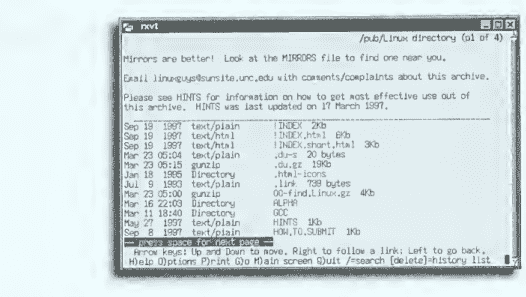 rxvt
/pub/Linux directory (p1 of 4)
Mirrors are better!  Look at the MIRRORS file to find one near you.
Email linuxguys@sunsite.unc.edu with comments/complaints about this archive.
Please see HINTS for information on how to get most effective use out of
this archive.  HINTS was last updated on 17 March 1997.
Sep 19  1997  text/plain  !INDEX  2Kb
Sep 19  1997  text/html  !INDEX.html  6Kb
Sep 19  1997  text/html  !INDEX.short.html  3Kb
Mar 23 05:04  text/plain  .du-s  20 bytes
Mar 23 05:15  gunzip  .du.gz  19Kb
Jan 18  1995  Directory  .html-icons
Jul  9  1993  text/plain  .link  739 bytes
Mar 23 05:00  gunzip  00-find.Linux.gz  4Kb
Mar 16 22:03  Directory  ALPHA
Mar 11 18:40  Directory  GCC
May 27  1997  text/plain  HINTS  1Kb
Sep  8  1997  text/plain  HOW.TO.SUBMIT  1Kb
-- press space for next page --
Arrow keys: Up and Down to move. Right to follow a link; Left to go back.
H)elp O)ptions P)rint G)o M)ain screen Q)uit /=search [delete]=history list